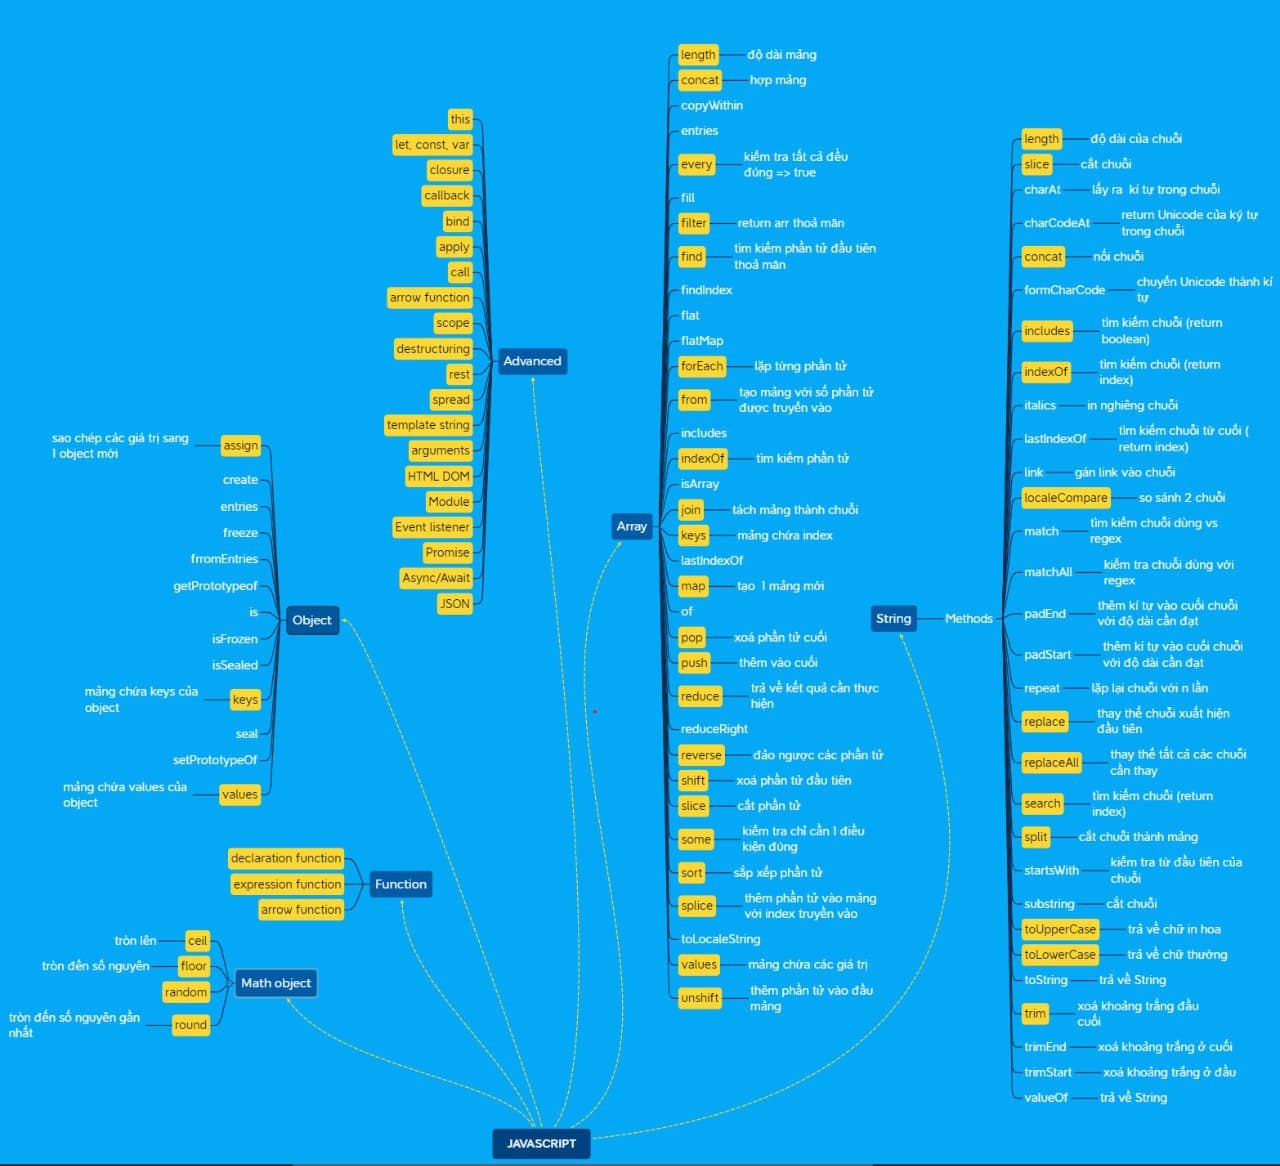 this
let, const, var
closure
callback
bind
apply
call
arrow function
scope
destructuring
rest
spread
template string
arguments
HTML DOM
Module
Event listener
Promise
Async/Await
JSON
Advanced
sao chép các giá trị sang
1 object mới
assign
create
entries
freeze
frromEntries
getPrototypeof
is
isFrozen
isSealed
mảng chứa keys của
object
keys
seal
setPrototypeOf
mảng chứa values của
object
values
Object
declaration function
expression function
arrow function
Function
tròn lên
ceil
tròn đến số nguyên
floor
random
tròn đến số nguyên gần
nhất
round
Math object
length
độ dài mảng
concat
hợp mảng
copyWithin
entries
every
kiểm tra tất cả đều
đúng => true
fill
filter
return arr thoả mãn
find
tìm kiếm phần tử đầu tiên
thoả mãn
findIndex
flat
flatMap
forEach
lặp từng phần tử
from
tạo mảng với số phần tử
được truyền vào
includes
indexOf
tìm kiếm phần tử
isArray
join
tách mảng thành chuỗi
keys
mảng chứa index
lastIndexOf
map
tạo 1 mảng mới
of
pop
xoá phần tử cuối
push
thêm vào cuối
reduce
trả về kết quả cần thực
hiện
reduceRight
reverse
đảo ngược các phần tử
shift
xoá phần tử đầu tiên
slice
cắt phần tử
some
kiểm tra chỉ cần 1 điều
kiện đúng
sort
sắp xếp phần tử
splice
thêm phần tử vào mảng
với index truyền vào
toLocaleString
values
mảng chứa các giá trị
unshift
thêm phần tử vào đầu
mảng
Array
String
Methods
length
độ dài của chuỗi
slice
cắt chuỗi
charAt
lấy ra kí tự trong chuỗi
charCodeAt
return Unicode của ký tự
trong chuỗi
concat
nối chuỗi
formCharCode
chuyển Unicode thành kí
tự
includes
tìm kiếm chuỗi (return
boolean)
indexOf
tìm kiếm chuỗi (return
index)
italics
in nghiêng chuỗi
lastIndexOf
tìm kiếm chuỗi từ cuối (
return index)
link
gán link vào chuỗi
localeCompare
so sánh 2 chuỗi
match
tìm kiếm chuỗi dùng vs
regex
matchAll
kiểm tra chuỗi dùng với
regex
padEnd
thêm kí tự vào cuối chuỗi
với độ dài cần đạt
padStart
thêm kí tự vào cuối chuỗi
với độ dài cần đạt
repeat
lặp lại chuỗi với n lần
replace
thay thế chuỗi xuất hiện
đầu tiên
replaceAll
thay thế tất cả các chuỗi
cần thay
search
tìm kiếm chuỗi (return
index)
split
cắt chuỗi thành mảng
startsWith
kiểm tra từ đầu tiên của
chuỗi
substring
cắt chuỗi
toUpperCase
trả về chữ in hoa
toLowerCase
trả về chữ thường
toString
trả về String
trim
xoá khoảng trắng đầu
cuối
trimEnd
xoá khoảng trắng ở cuối
trimStart
xoá khoảng trắng ở đầu
valueOf
trả về String
JAVASCRIPT